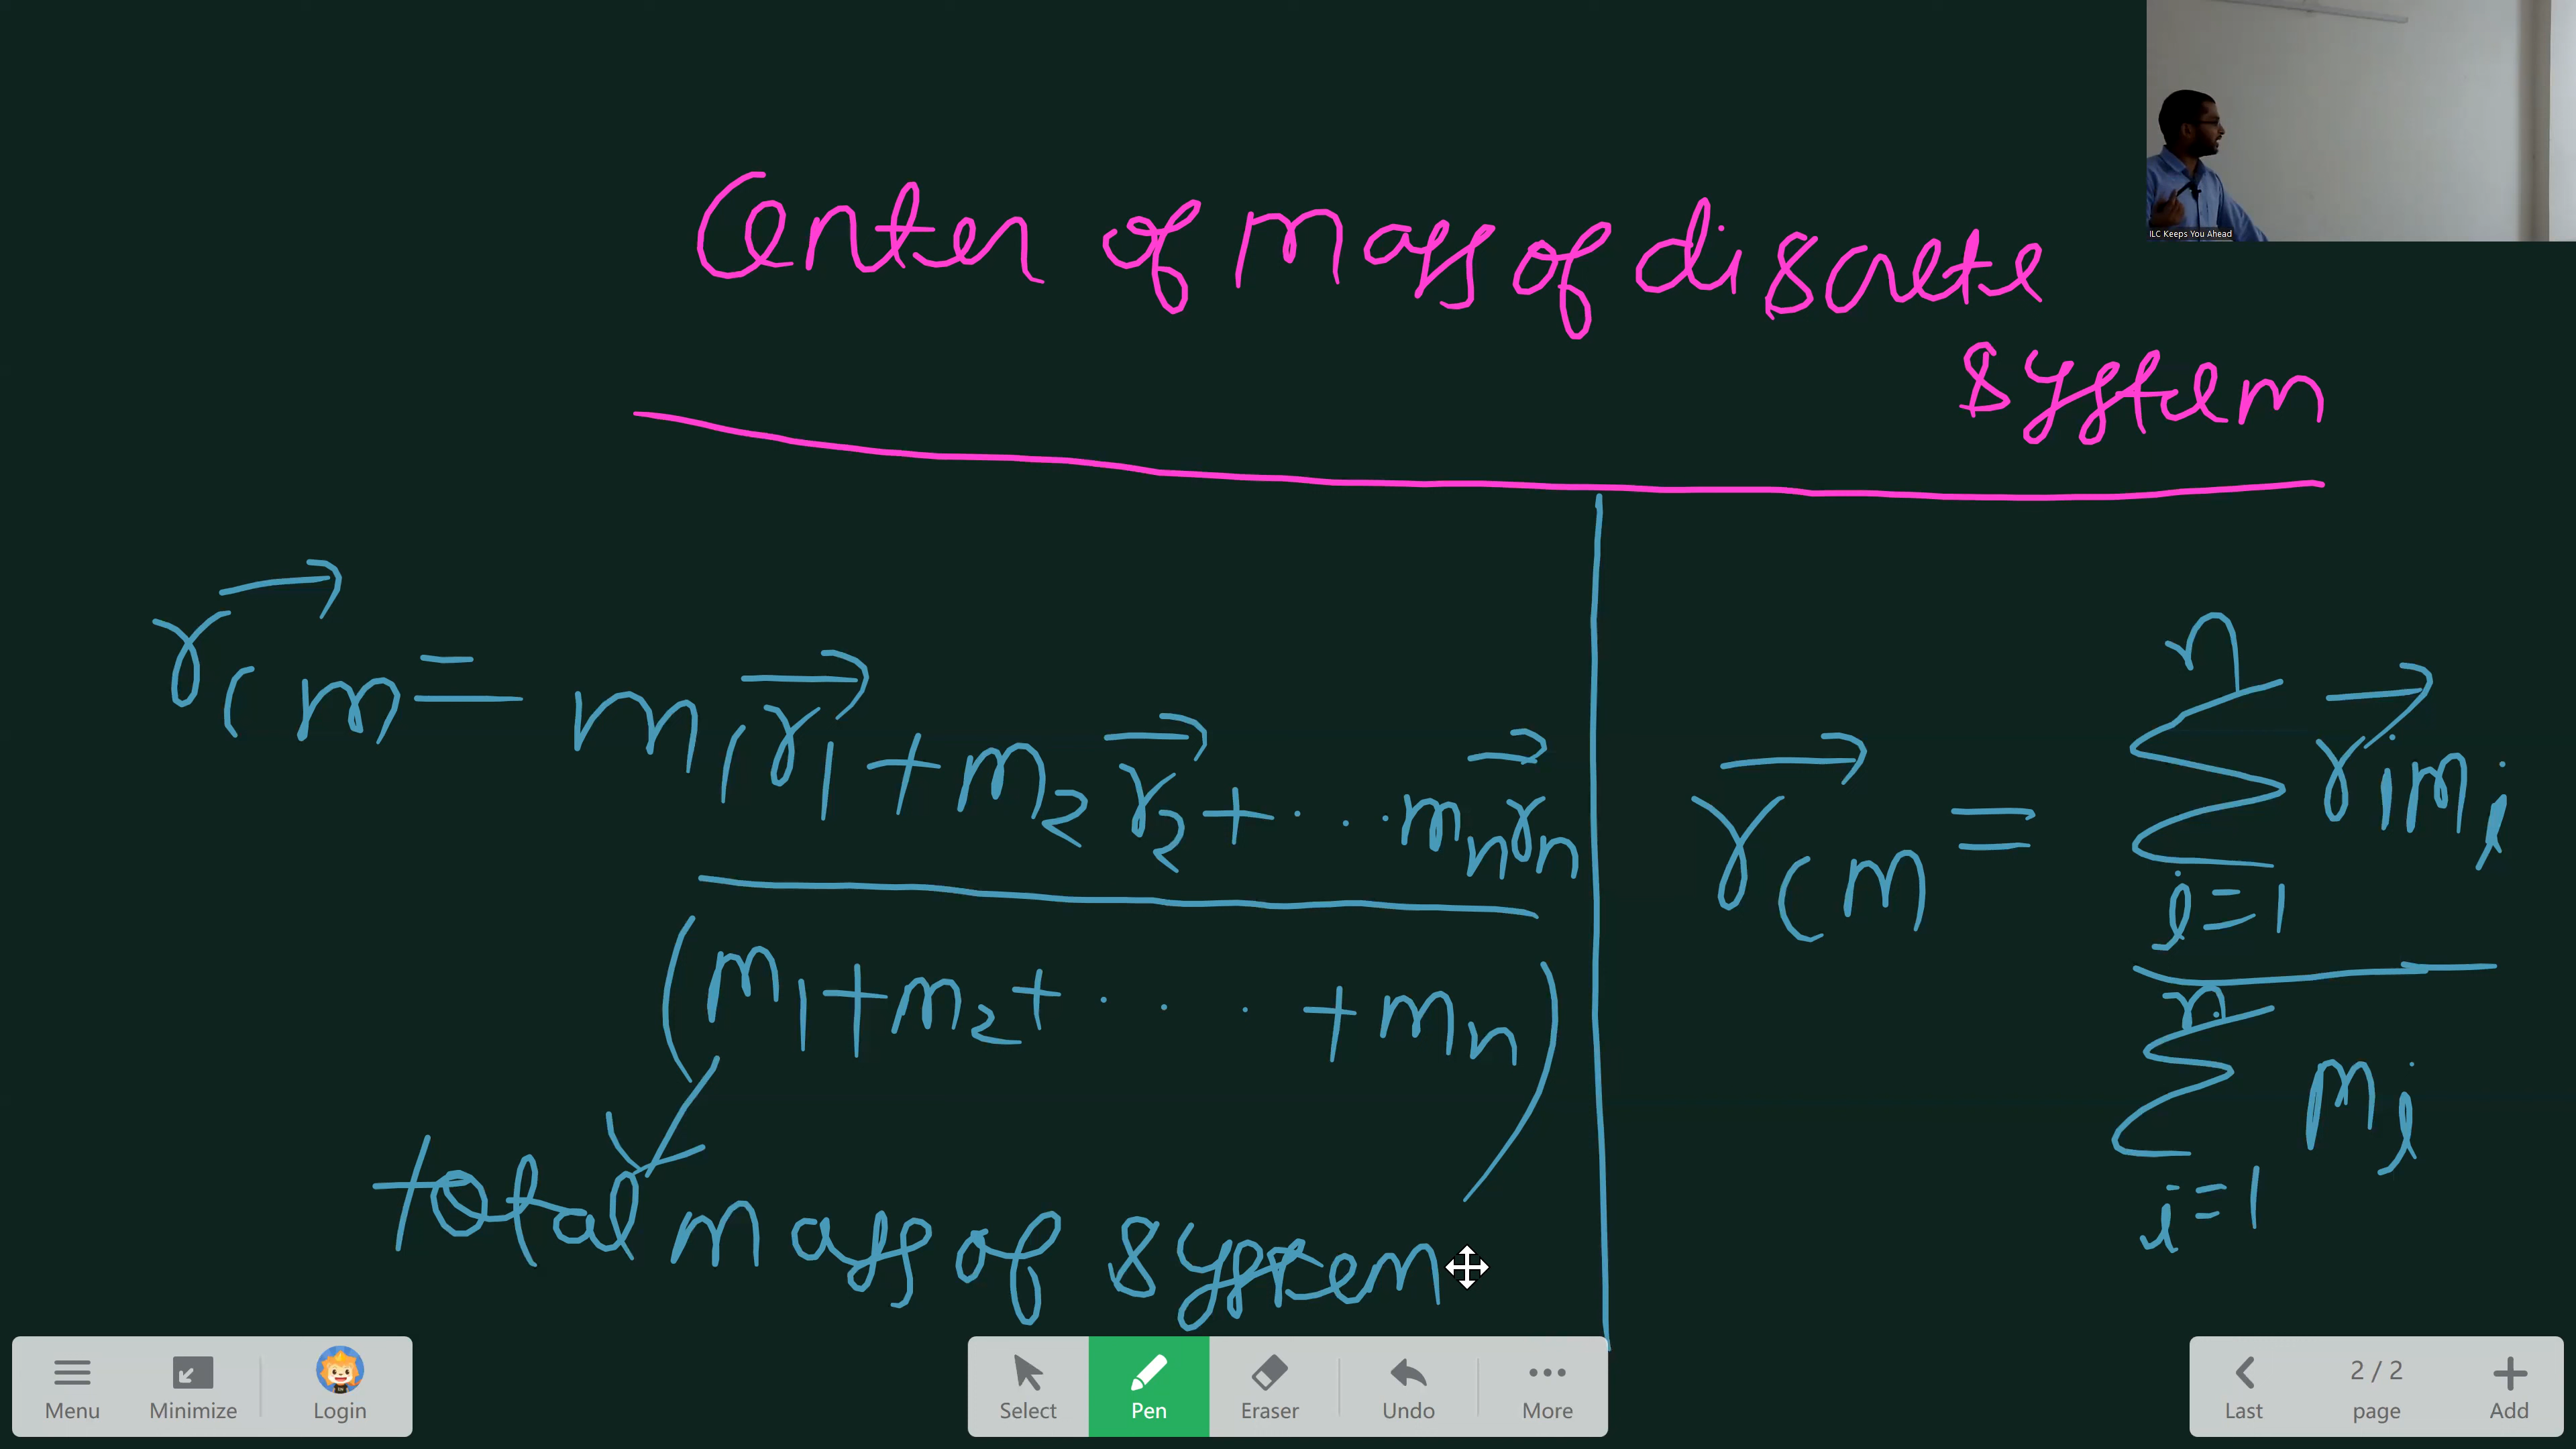 Center of mass of discrete
system
ILC Keeps You Ahead
r⃗cm = m₁r⃗₁ + m₂r⃗₂ + ... mₙr⃗ₙ
(m₁ + m₂ + . . . + mₙ)
total mass of system
r⃗cm =
n
Σ r⃗ᵢmᵢ
i=1
n
Σ mᵢ
i=1
Menu
Minimize
Login
Select
Pen
Eraser
Undo
More
Last
2 / 2
page
Add